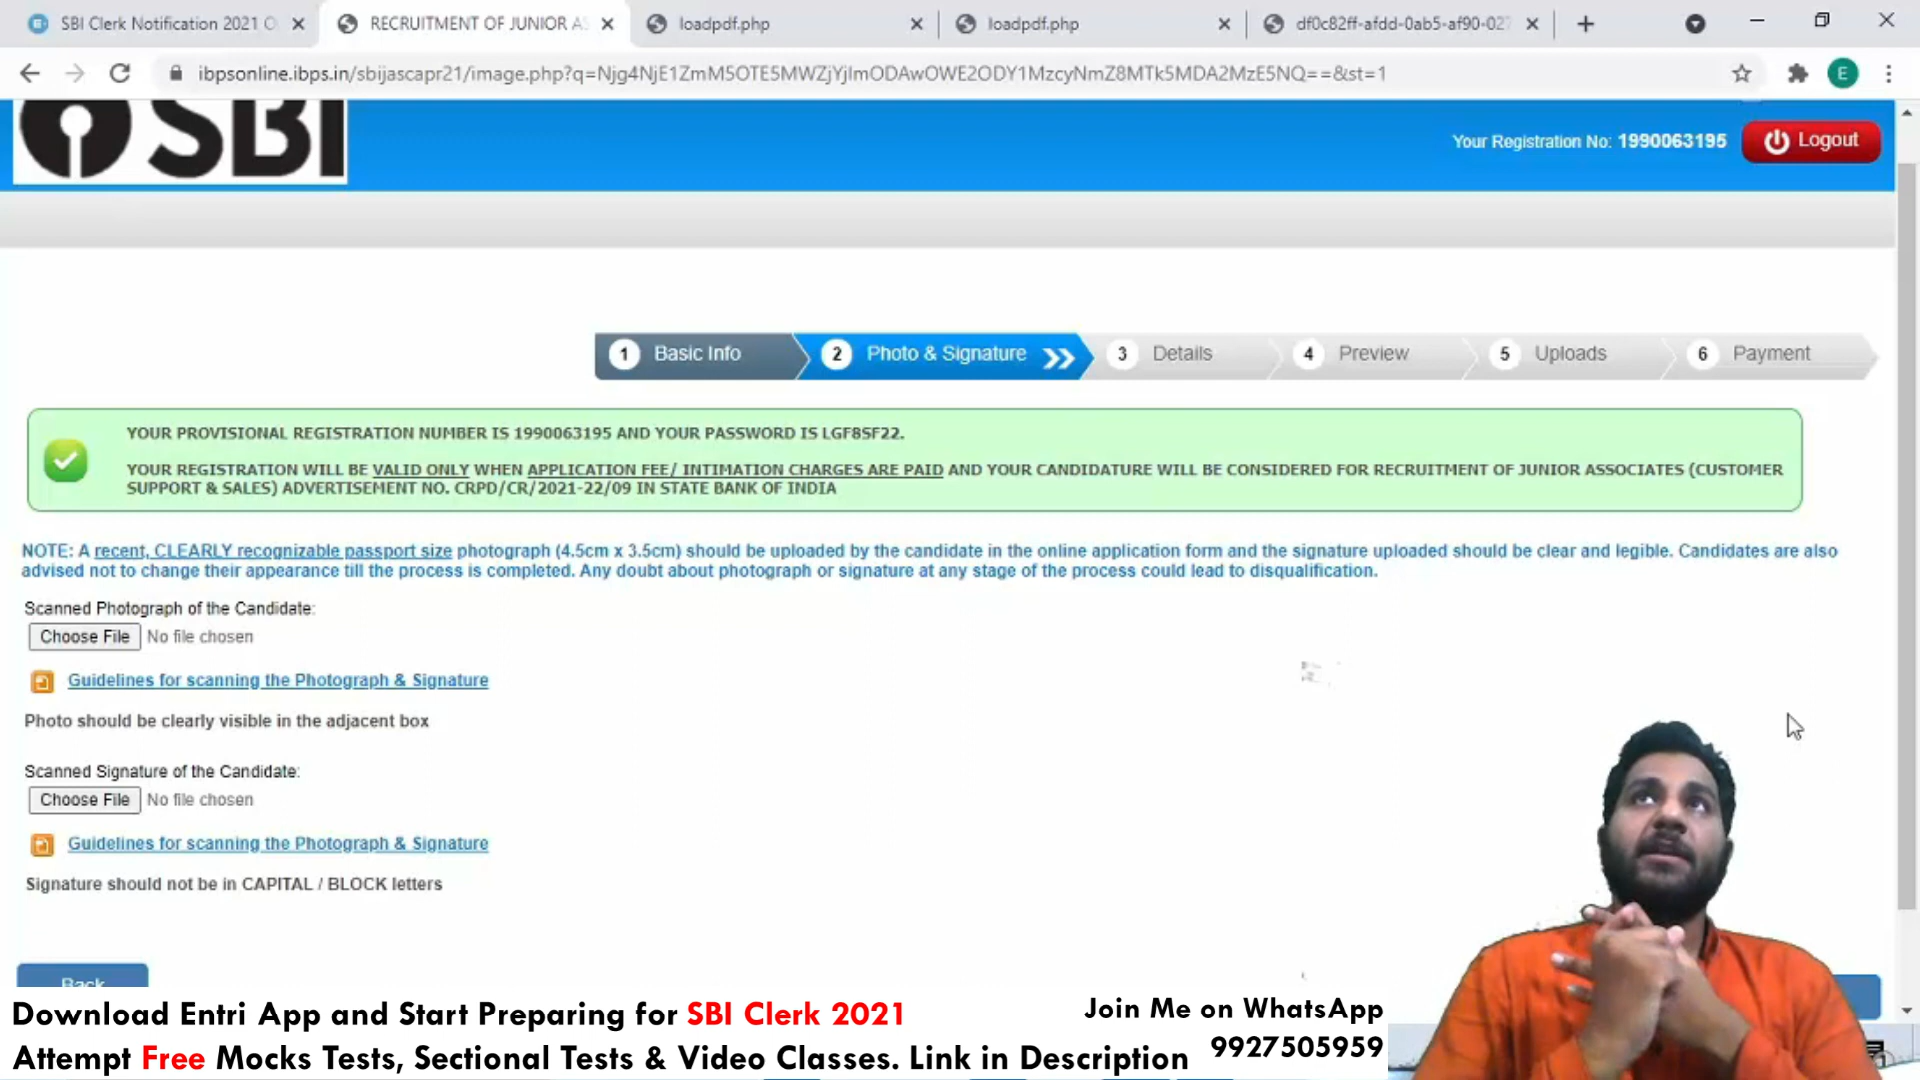 SBI Clerk Notification 2021 O
RECRUITMENT OF JUNIOR AS
loadpdf.php
loadpdf.php
df0c82ff-afdd-0ab5-af90-027
ibpsonline.ibps.in/sbijascapr21/image.php?q=Njg4NjE1ZmM5OTE5MWZjYjlmODAwOWE2ODY1MzcyNmZ8MTk5MDA2MzE5NQ==&st=1
E
SBI
Your Registration No: 1990063195
Logout
1 Basic Info
2 Photo & Signature
3 Details
4 Preview
5 Uploads
6 Payment
YOUR PROVISIONAL REGISTRATION NUMBER IS 1990063195 AND YOUR PASSWORD IS LGF8SF22.
YOUR REGISTRATION WILL BE VALID ONLY WHEN APPLICATION FEE/ INTIMATION CHARGES ARE PAID AND YOUR CANDIDATURE WILL BE CONSIDERED FOR RECRUITMENT OF JUNIOR ASSOCIATES (CUSTOMER
SUPPORT & SALES) ADVERTISEMENT NO. CRPD/CR/2021-22/09 IN STATE BANK OF INDIA
NOTE: A recent, CLEARLY recognizable passport size photograph (4.5cm x 3.5cm) should be uploaded by the candidate in the online application form and the signature uploaded should be clear and legible. Candidates are also
advised not to change their appearance till the process is completed. Any doubt about photograph or signature at any stage of the process could lead to disqualification.
Scanned Photograph of the Candidate:
Choose File No file chosen
Guidelines for scanning the Photograph & Signature
Photo should be clearly visible in the adjacent box
Scanned Signature of the Candidate:
Choose File No file chosen
Guidelines for scanning the Photograph & Signature
Signature should not be in CAPITAL / BLOCK letters
Back
Download Entri App and Start Preparing for SBI Clerk 2021
Attempt Free Mocks Tests, Sectional Tests & Video Classes. Link in Description
Join Me on WhatsApp
9927505959